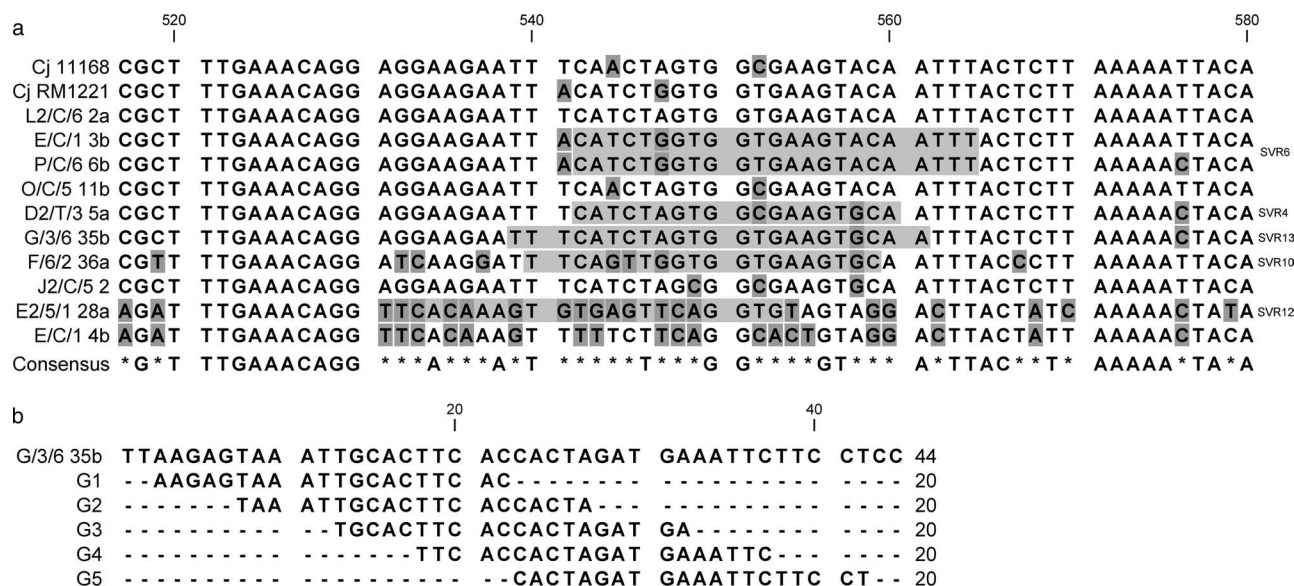 a
520 540 560 580
Cj 11168 CGCT TTGAAACAGG AGGAAGAATT TCAACTAGTG GCGAAGTACA ATTTACTCTT AAAAATTACA
Cj RM1221 CGCT TTGAAACAGG AGGAAGAATT ACATCTGGTG GTGAAGTACA ATTTACTCTT AAAAATTACA
L2/C/6 2a CGCT TTGAAACAGG AGGAAGAATT TCATCTAGTG GTGAAGTACA ATTTACTCTT AAAAATTACA
E/C/1 3b CGCT TTGAAACAGG AGGAAGAATT ACATCTGGTG GTGAAGTACA ATTTACTCTT AAAAATTACA
SVR6
P/C/6 6b CGCT TTGAAACAGG AGGAAGAATT ACATCTGGTG GTGAAGTACA ATTTACTCTT AAAAACTACA
O/C/5 11b CGCT TTGAAACAGG AGGAAGAATT TCAACTAGTG GCGAAGTACA ATTTACTCTT AAAAATTACA
D2/T/3 5a CGCT TTGAAACAGG AGGAAGAATT TCATCTAGTG GCGAAGTGCA ATTTACTCTT AAAAACTACA SVR4
G/3/6 35b CGCT TTGAAACAGG AGGAAGAATT TCATCTAGTG GTGAAGTGCA ATTTACTCTT AAAAACTACA SVR13
F/6/2 36a CGTT TTGAAACAGG ATCAAGGATT TCAGTTGGTG GTGAAGTGCA ATTTACCCTT AAAAATTACA SVR10
J2/C/5 2 CGCT TTGAAACAGG AGGAAGAATT TCATCTAGCG GCGAAGTGCA ATTTACTCTT AAAAATTACA
E2/5/1 28a AGAT TTGAAACAGG TTCACAAAGT GTGAGTTCAG GTGTAGTAGG ACTTACTATC AAAAACTATA SVR12
E/C/1 4b AGAT TTGAAACAGG TTCACAAAGT TTTTCTTCAG GCACTGTAGG ACTTACTATT AAAAACTACA
Consensus *G*T TTGAAACAGG ***A***A*T *****T***G G****GT*** A*TTAC**T* AAAAA*TA*A
b
20 40
G/3/6 35b TTAAGAGTAA ATTGCACTTC ACCACTAGAT GAAATTCTTC CTCC 44
G1 --AAGAGTAA ATTGCACTTC AC-------- ---------- ---- 20
G2 -------TAA ATTGCACTTC ACCACTA--- ---------- ---- 20
G3 ---------- --TGCACTTC ACCACTAGAT GA-------- ---- 20
G4 ---------- -------TTC ACCACTAGAT GAAATTC--- ---- 20
G5 ---------- ---------- --CACTAGAT GAAATTCTTC CT-- 20